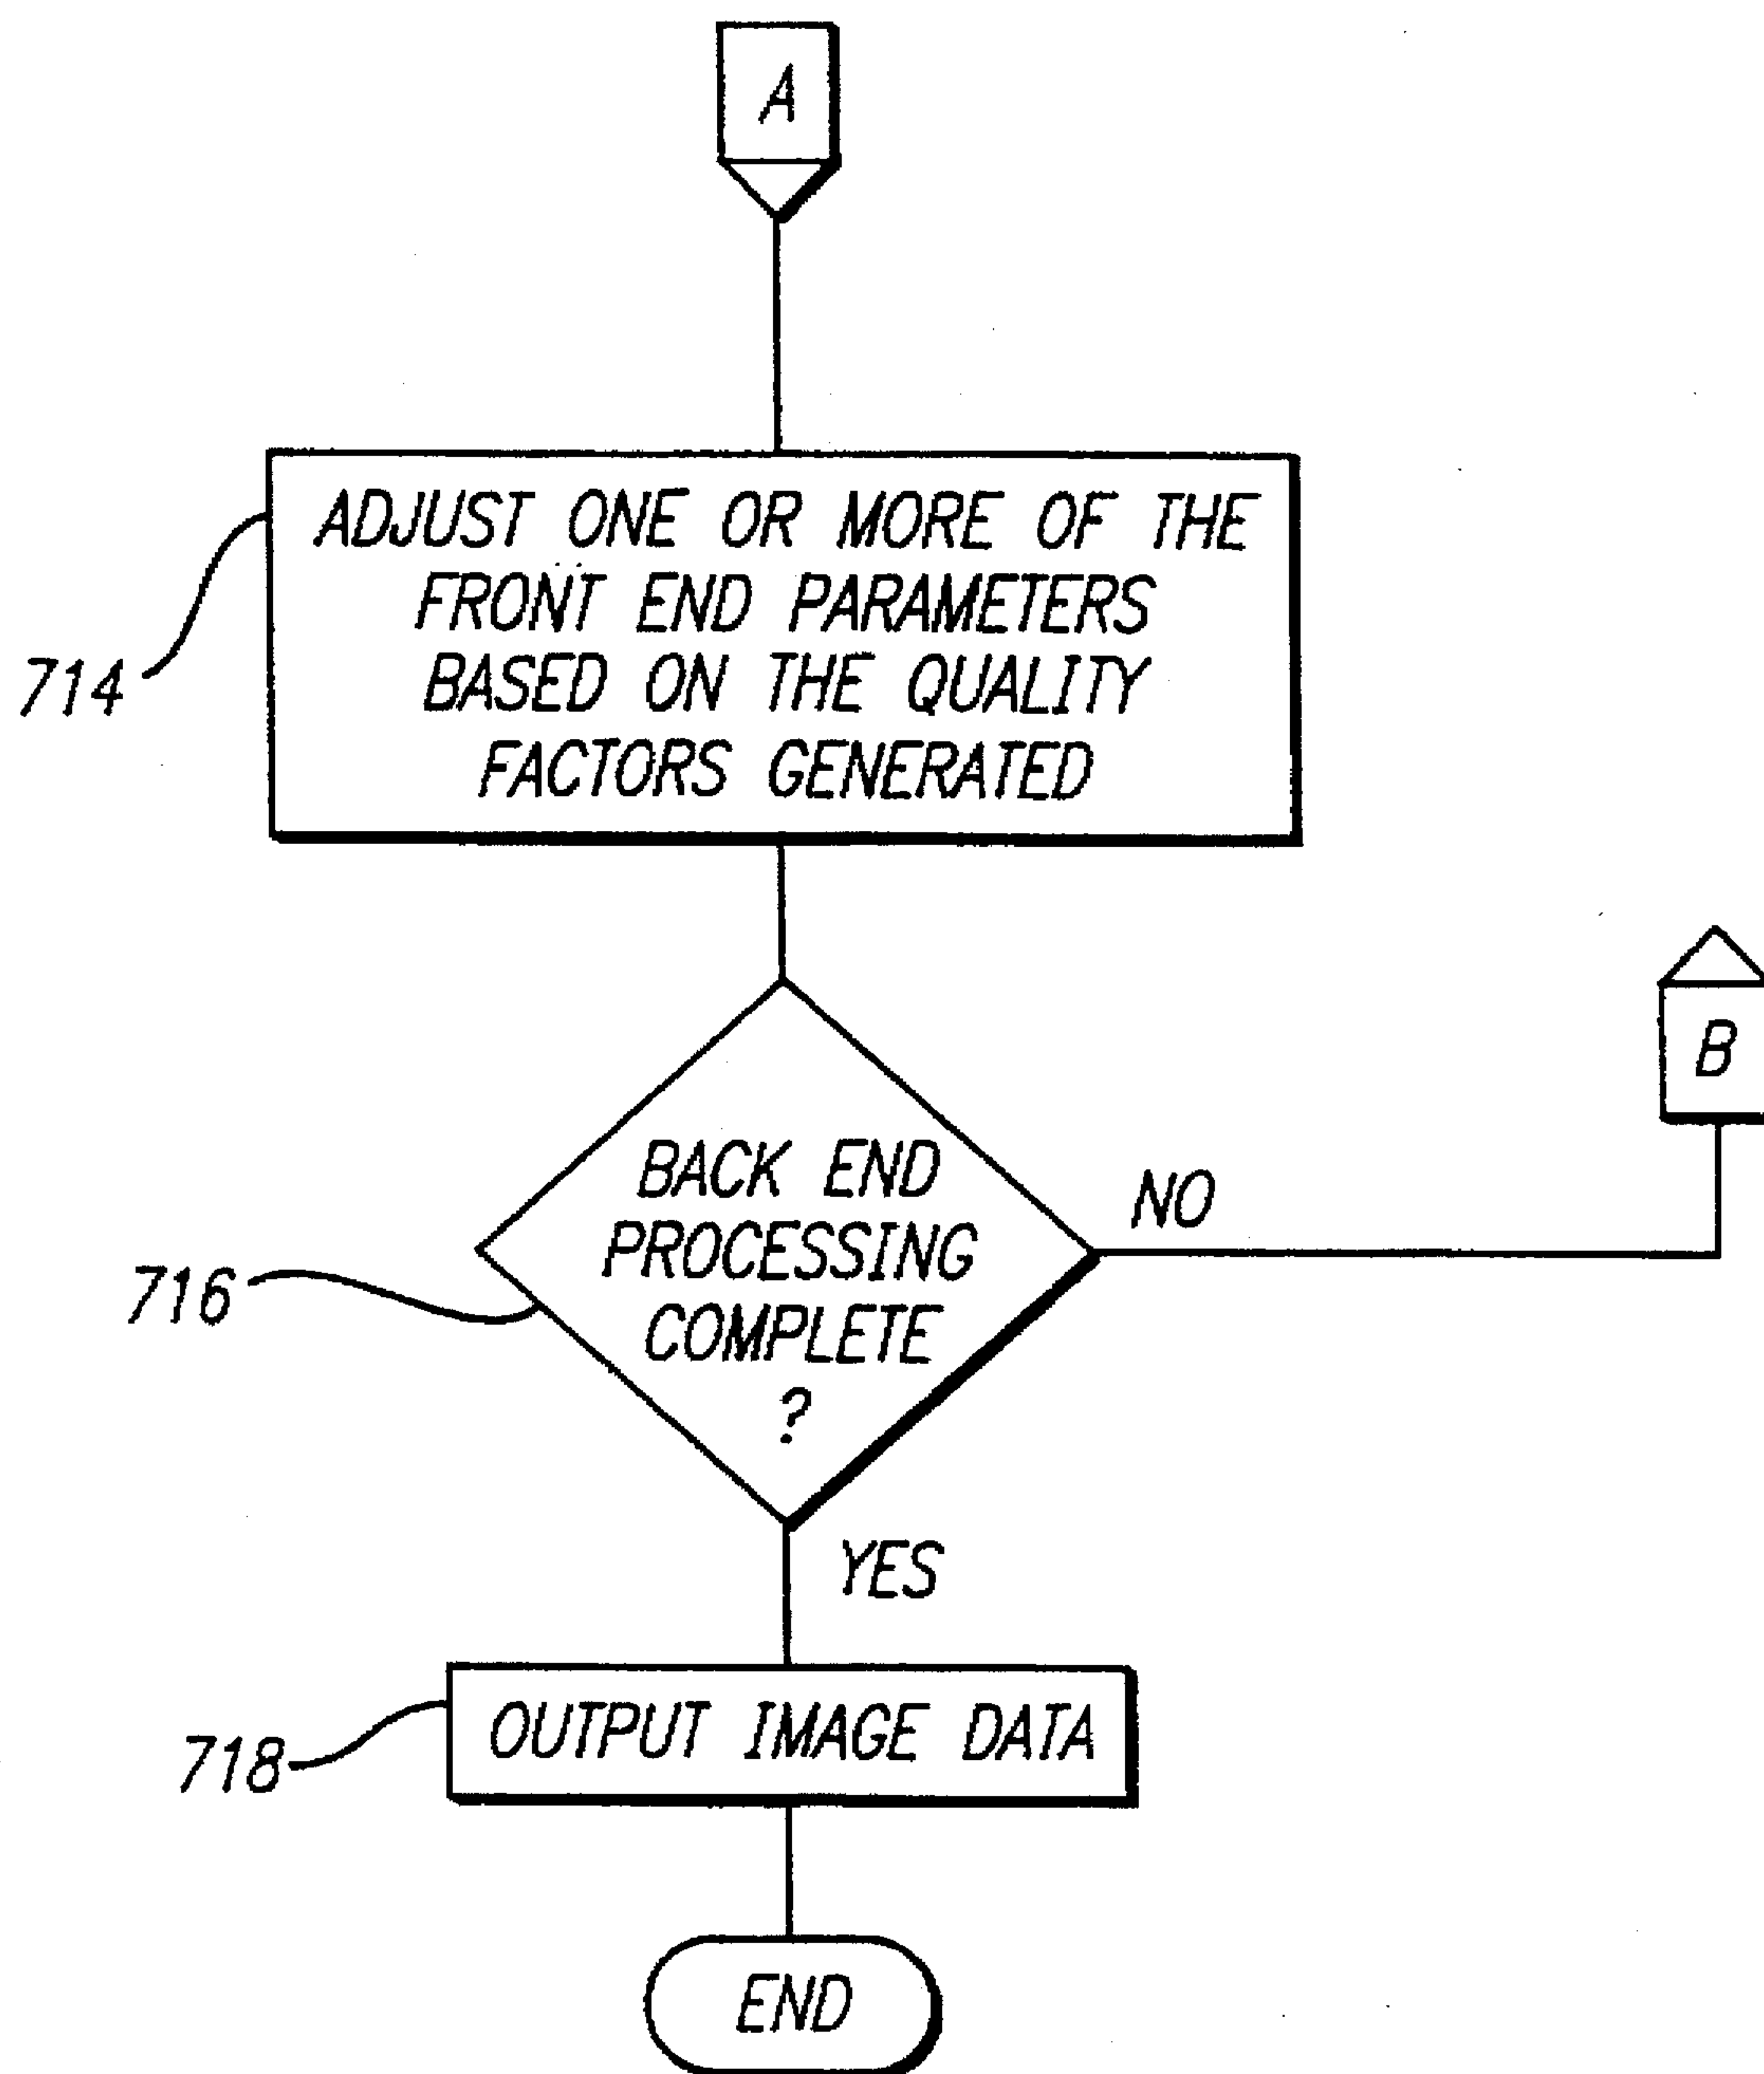 A
ADJUST ONE OR MORE OF THE
FRONT END PARAMETERS
BASED ON THE QUALITY
FACTORS GENERATED
714
B
BACK END
PROCESSING
COMPLETE
?
NO
716
YES
OUTPUT IMAGE DATA
718
END